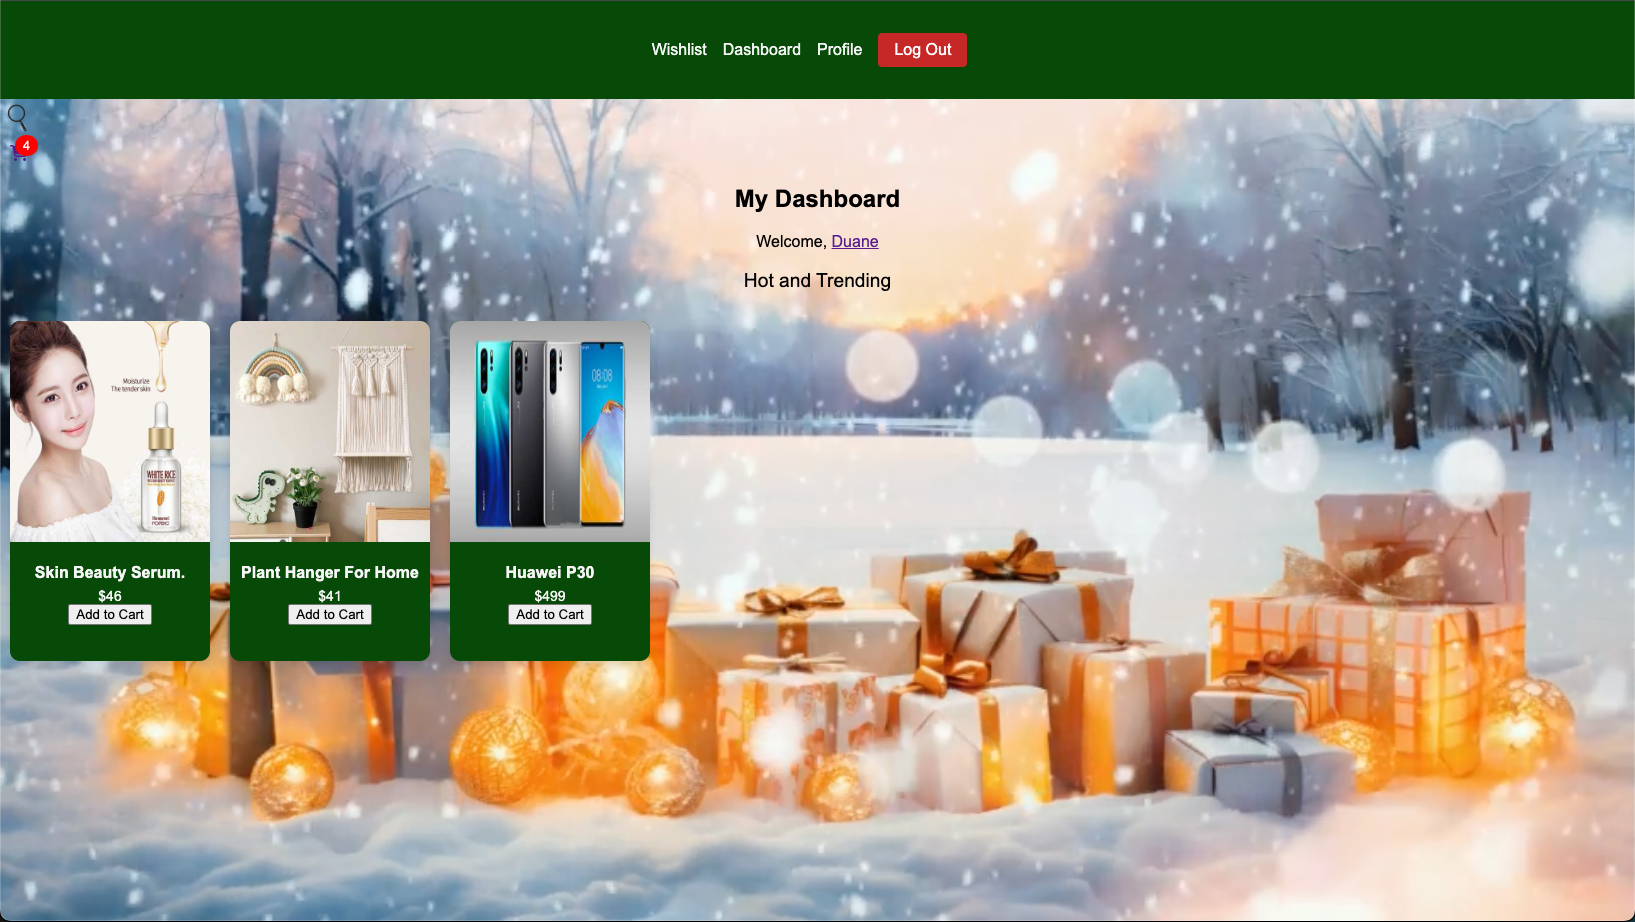 Wishlist Dashboard Profile Log Out
4
My Dashboard
Welcome, Duane
Hot and Trending
Moisturize
The tender skin
WHITE RICE
Skin Beauty Serum.
$46
Add to Cart
08:08
Plant Hanger For Home
$41
Add to Cart
Huawei P30
$499
Add to Cart